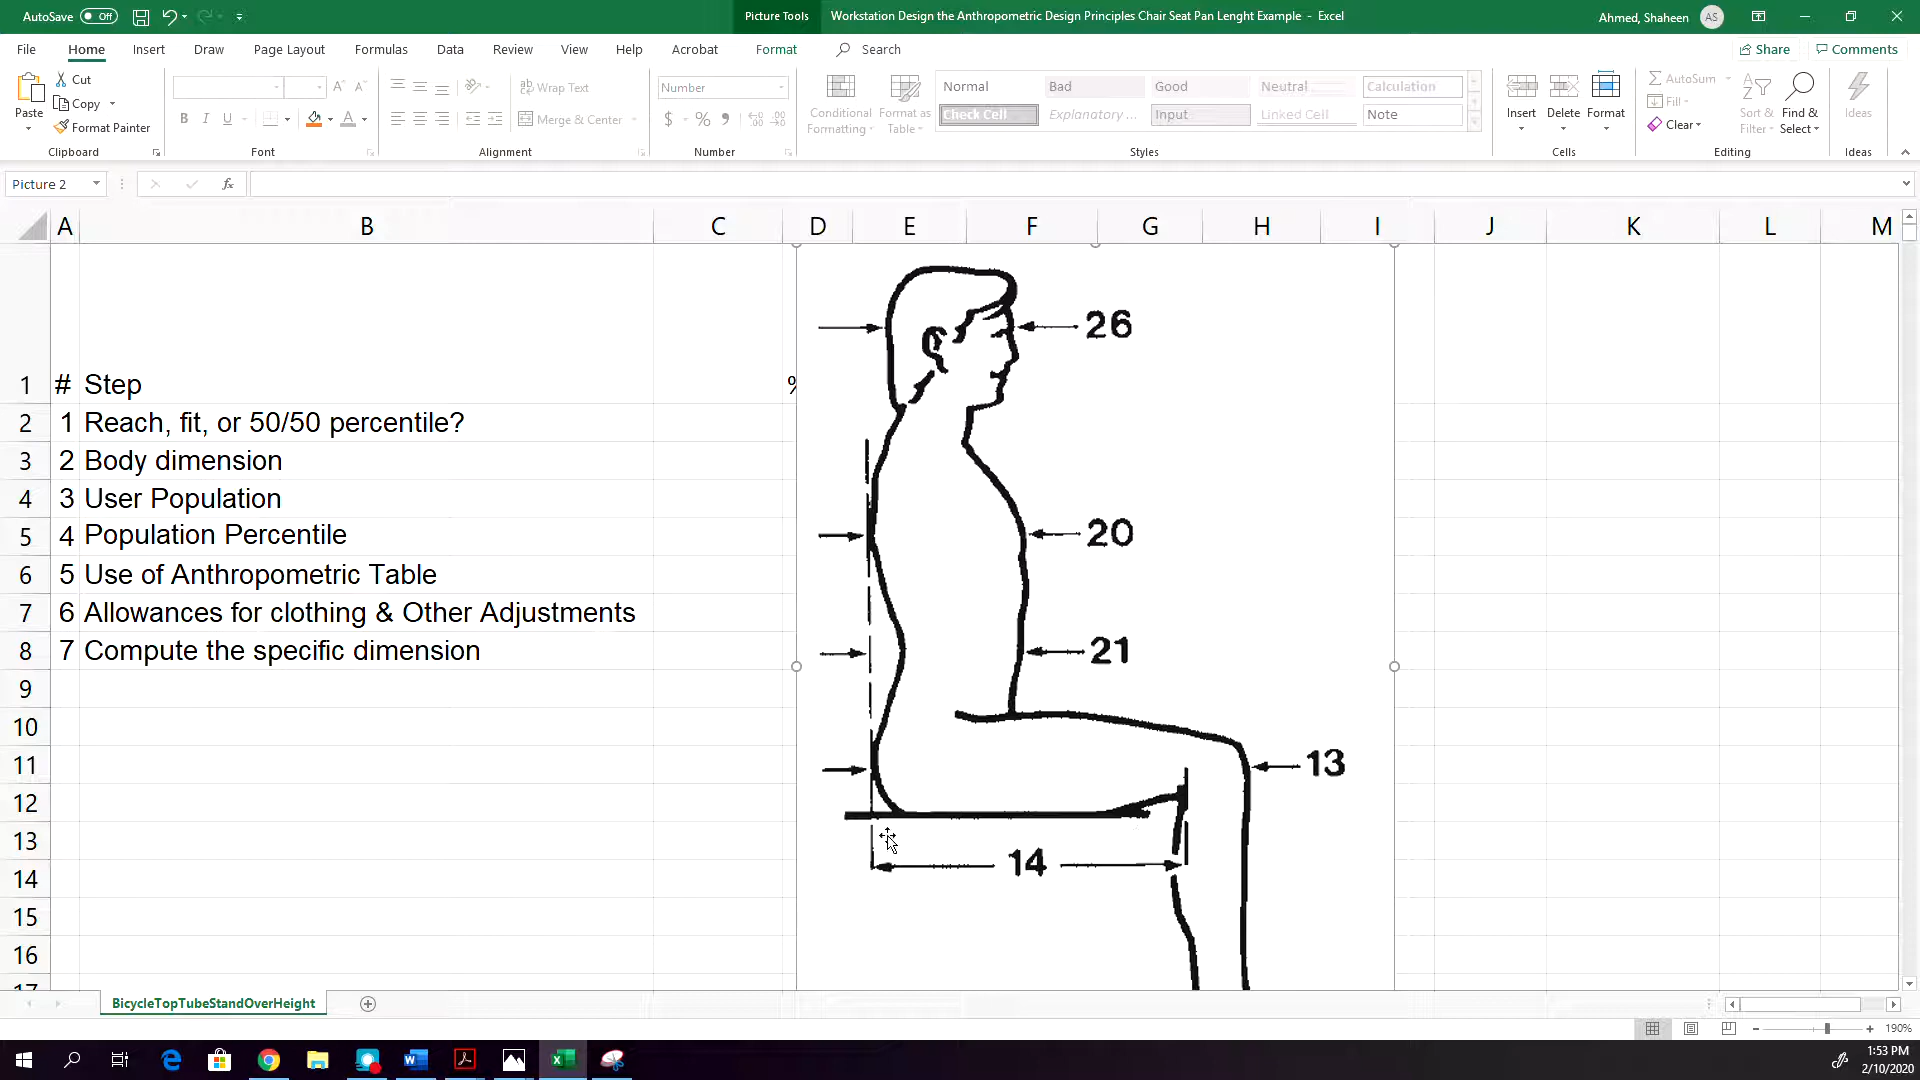 AutoSave Off
Picture Tools
Workstation Design the Anthropometric Design Principles Chair Seat Pan Lenght Example - Excel
Ahmed, Shaheen AS
File Home Insert Draw Page Layout Formulas Data Review View Help Acrobat Format Search
Share Comments
Paste
Cut
Copy
Format Painter
Clipboard
B I U
Font
Wrap Text
Merge & Center
Alignment
Number
$ % ,
Number
Conditional Formatting
Format as Table
Normal Bad Good Neutral Calculation
Check Cell Explanatory ... Input Linked Cell Note
Styles
Insert Delete Format
Cells
AutoSum
Fill
Clear
Sort & Filter
Find & Select
Editing
Ideas
Ideas
Picture 2
fx
A B C D E F G H I J K L M
1 # Step %
2 1 Reach, fit, or 50/50 percentile?
3 2 Body dimension
4 3 User Population
5 4 Population Percentile
6 5 Use of Anthropometric Table
7 6 Allowances for clothing & Other Adjustments
8 7 Compute the specific dimension
9
10
11
12
13
14
15
16
17
26
20
21
13
14
BicycleTopTubeStandOverHeight
190%
1:53 PM
2/10/2020